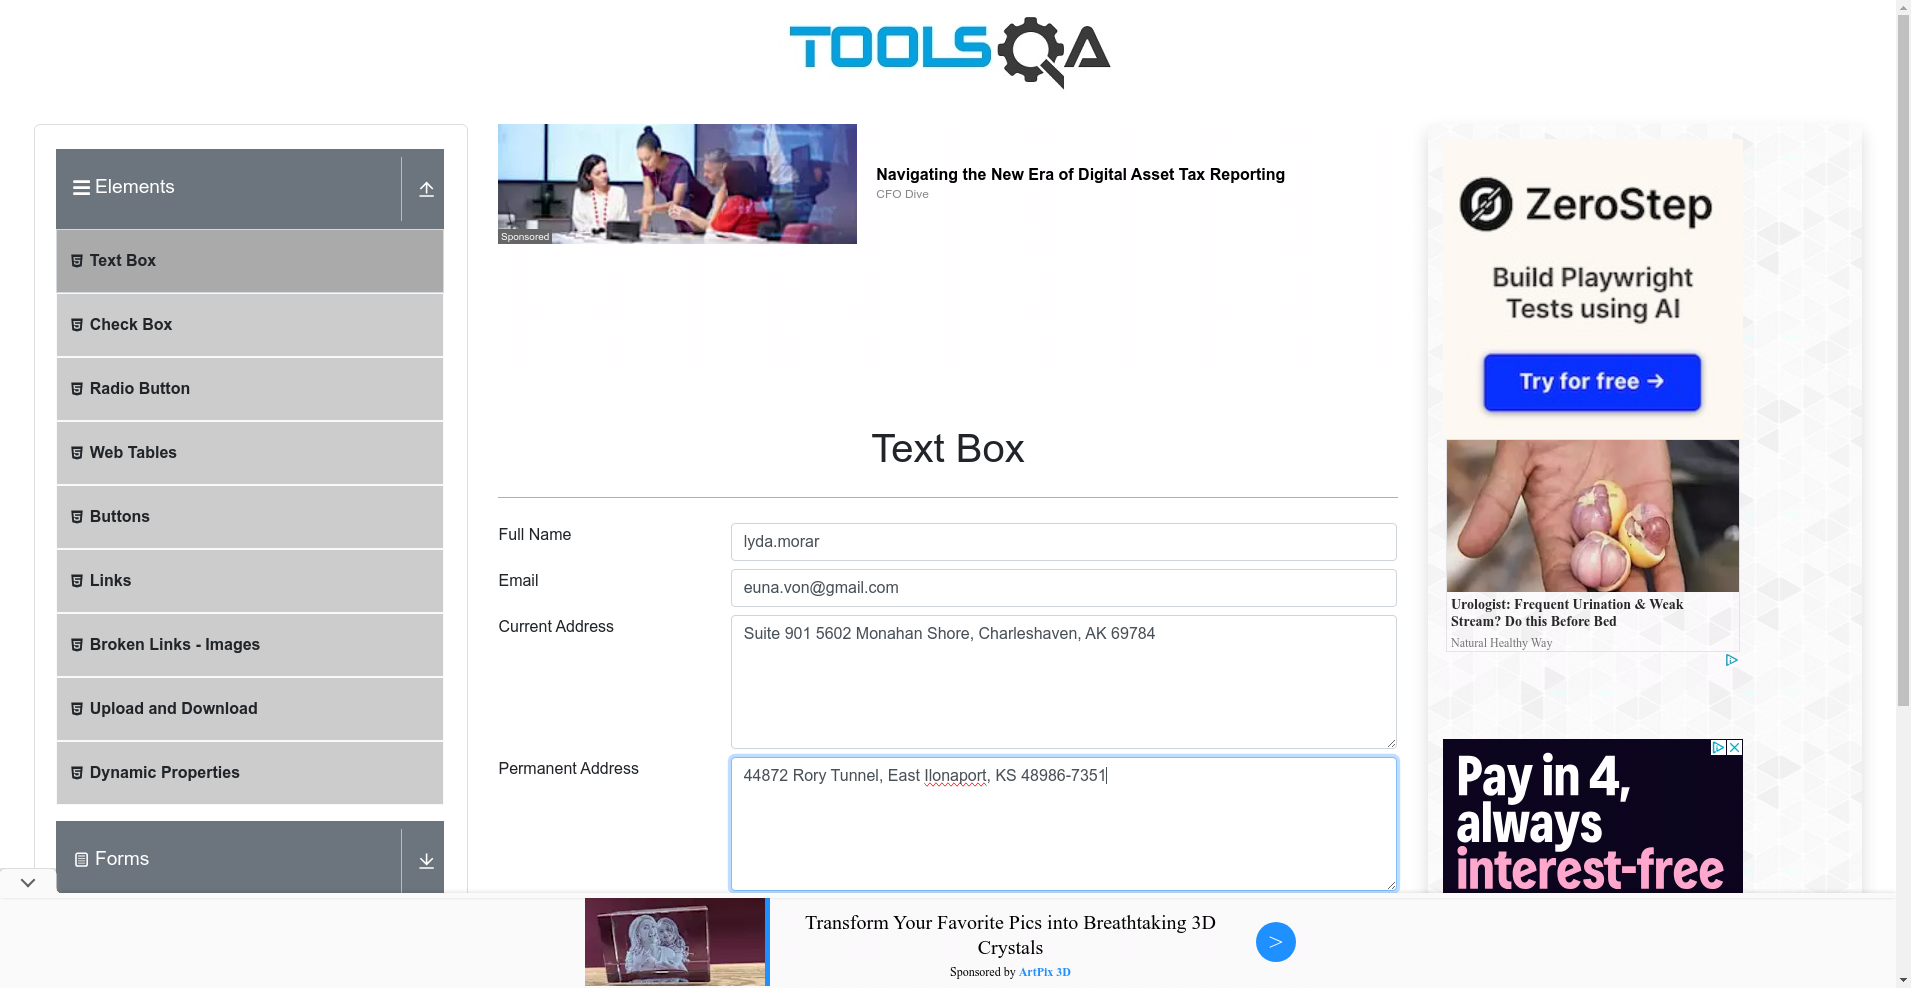 TOOLSQA
Elements
Text Box
Check Box
Radio Button
Web Tables
Buttons
Links
Broken Links - Images
Upload and Download
Dynamic Properties
Forms
Sponsored
Navigating the New Era of Digital Asset Tax Reporting
CFO Dive
Text Box
Full Name
lyda.morar
Email
euna.von@gmail.com
Current Address
Suite 901 5602 Monahan Shore, Charleshaven, AK 69784
Permanent Address
44872 Rory Tunnel, East Ilonaport, KS 48986-7351
ZeroStep
Build Playwright
Tests using AI
Try for free →
Urologist: Frequent Urination & Weak
Stream? Do this Before Bed
Natural Healthy Way
Pay in 4,
always
interest-free
Transform Your Favorite Pics into Breathtaking 3D
Crystals
Sponsored by ArtPix 3D
>